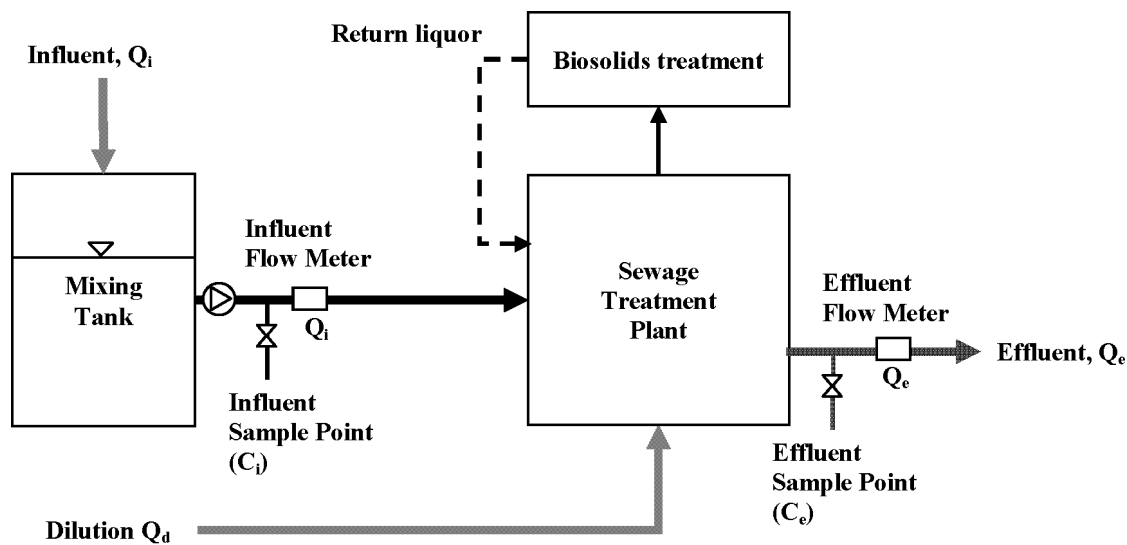 Return liquor
Influent, Qi
Biosolids treatment
Influent
Flow Meter
Mixing
Tank
Qi
Sewage
Treatment
Plant
Effluent
Flow Meter
Effluent, Qe
Qe
Influent
Sample Point
(Ci)
Effluent
Sample Point
(Ce)
Dilution Qd